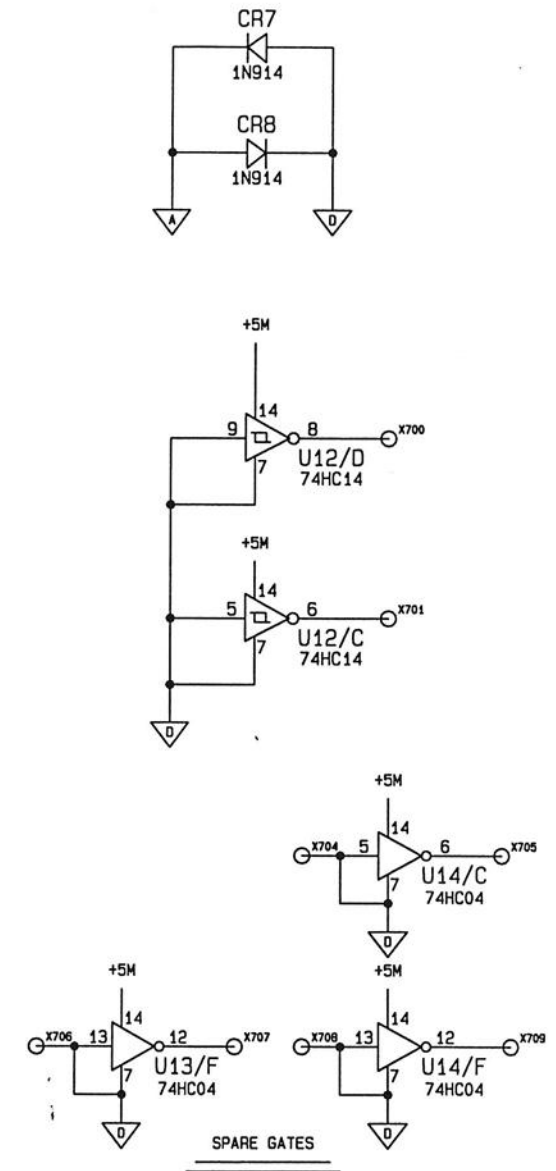 CR7
1N914
CR8
1N914
A D
+5M
14
9 8 X700
7 U12/D
74HC14
+5M
14
5 6 X701
7 U12/C
74HC14
D
+5M
14
X704 5 6 X705
7 U14/C
74HC04
D
+5M +5M
14 14
X706 13 12 X707 X708 13 12 X709
7 U13/F 7 U14/F
74HC04 74HC04
D D
SPARE GATES